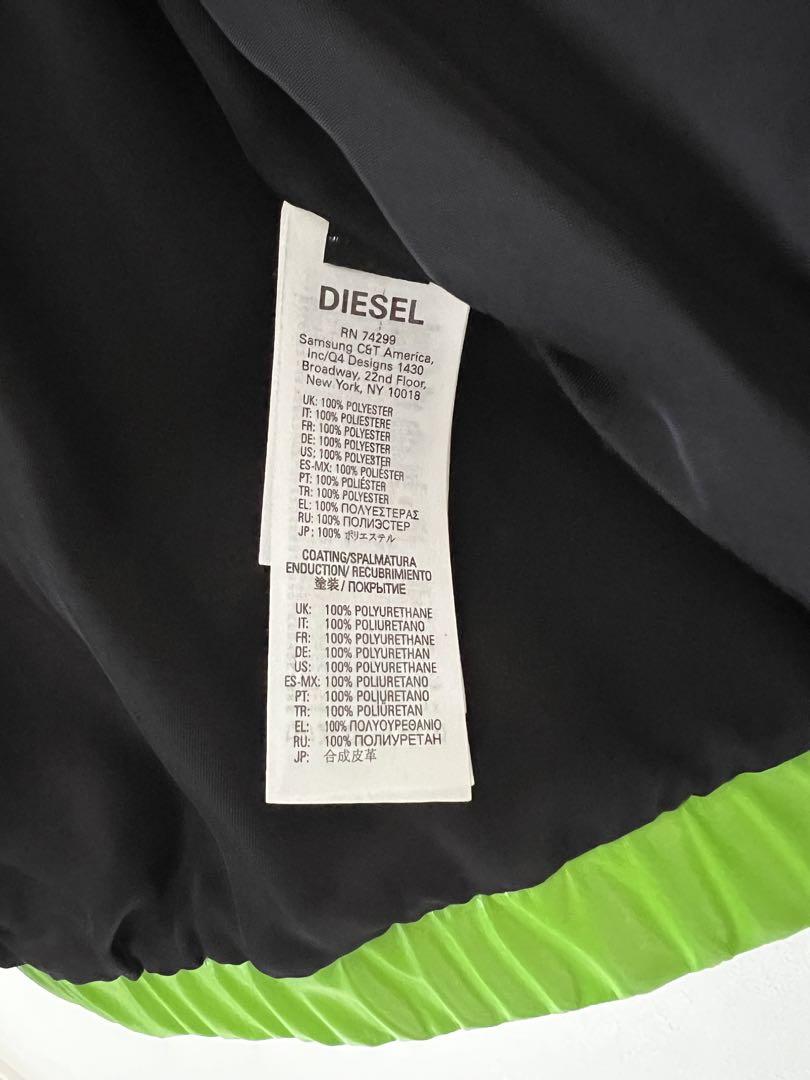 DIESEL
RN 74299
Samsung C&T America,
Inc/Q4 Designs 1430
Broadway, 22nd Floor,
New York, NY 10018
UK: 100% POLYESTER
IT: 100% POLIESTERE
FR: 100% POLYESTER
DE: 100% POLYESTER
US: 100% POLYESTER
ES-MX: 100% POLIÉSTER
PT: 100% POLIÉSTER
TR: 100% POLYESTER
EL: 100% ΠΟΛΥΕΣΤΕΡΑΣ
RU: 100% ПОЛИЭСТЕР
JP: 100% ポリエステル
COATING/SPALMATURA
ENDUCTION/ RECUBRIMIENTO
塗装/ ПОКРЫТИЕ
UK: 100% POLYURETHANE
IT: 100% POLIURETANO
FR: 100% POLYURETHANE
DE: 100% POLYURETHAN
US: 100% POLYURETHANE
ES-MX: 100% POLIURETANO
PT: 100% POLIURETANO
TR: 100% POLİÜRETAN
EL: 100% ΠΟΛΥΟΥΡΕΘΑΝΙΟ
RU: 100% ПОЛИУРЕТАН
JP: 合成皮革